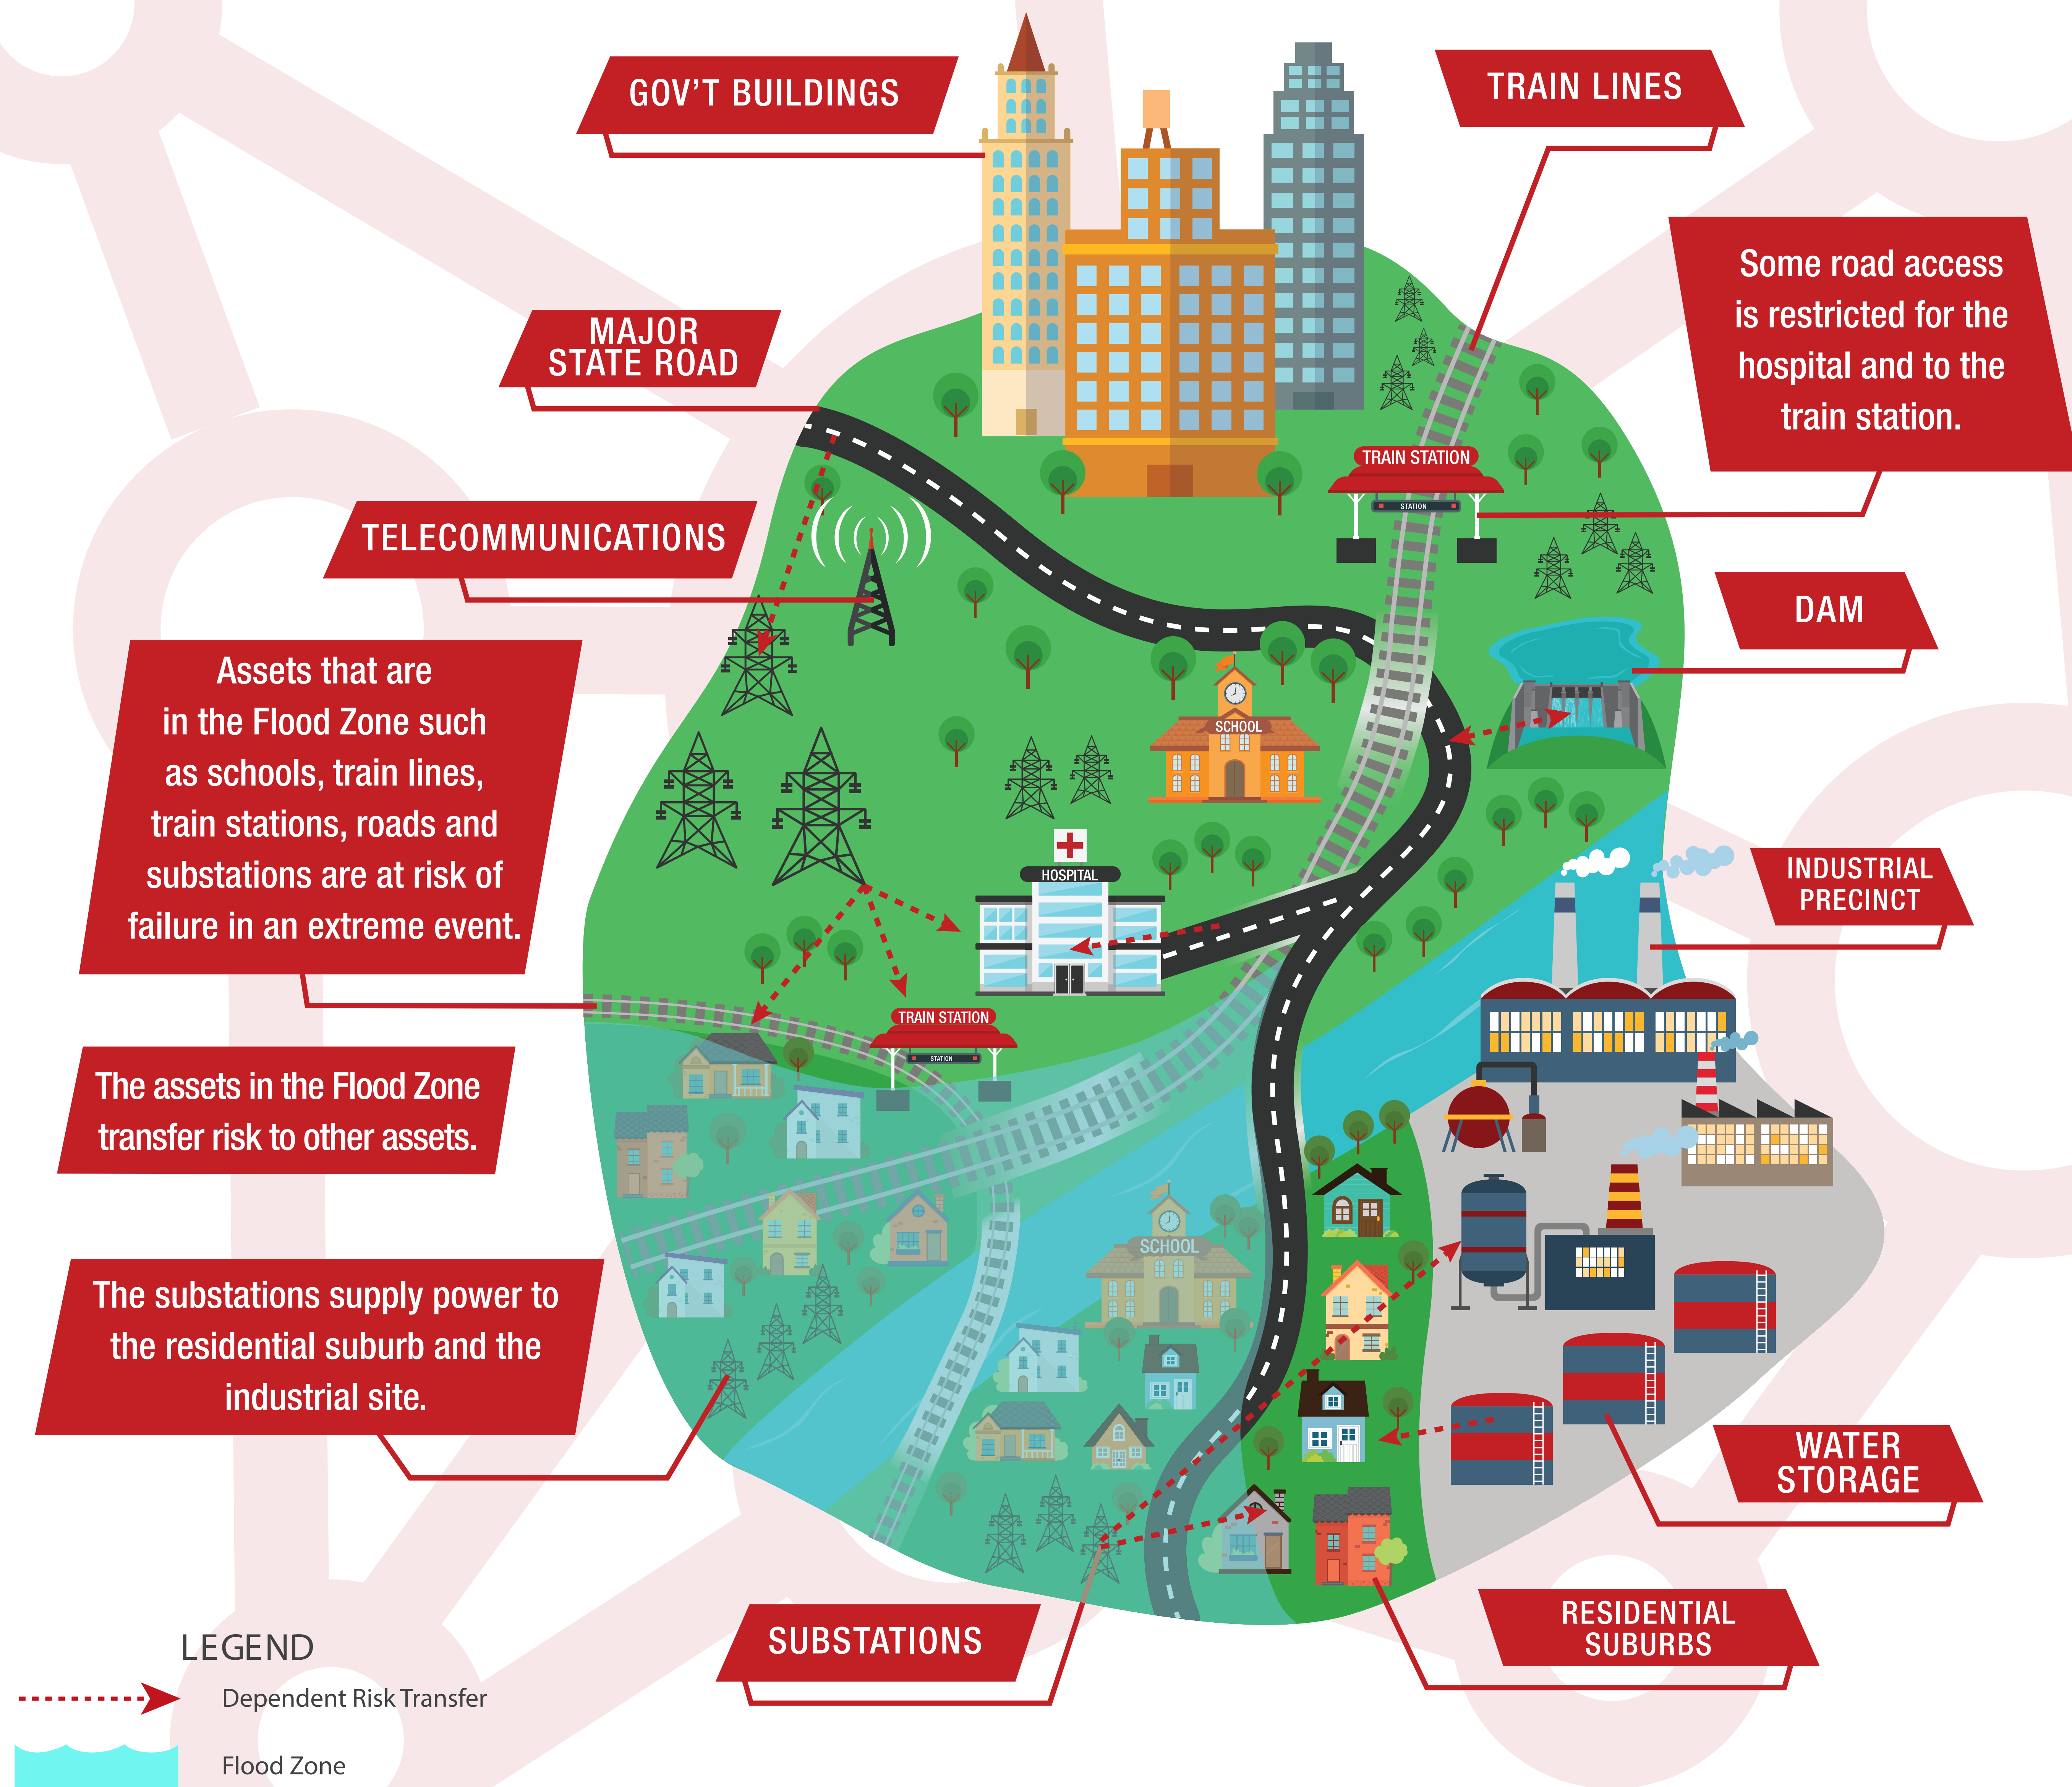 GOV'T BUILDINGS
TRAIN LINES
Some road access
is restricted for the
hospital and to the
train station.
MAJOR
STATE ROAD
TRAIN STATION
STATION
TELECOMMUNICATIONS
DAM
Assets that are
in the Flood Zone such
as schools, train lines,
train stations, roads and
substations are at risk of
failure in an extreme event.
SCHOOL
HOSPITAL
INDUSTRIAL
PRECINCT
TRAIN STATION
STATION
The assets in the Flood Zone
transfer risk to other assets.
SCHOOL
The substations supply power to
the residential suburb and the
industrial site.
WATER
STORAGE
SUBSTATIONS
RESIDENTIAL
SUBURBS
LEGEND
Dependent Risk Transfer
Flood Zone